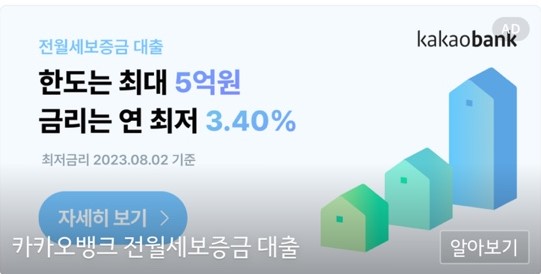 AD
전월세보증금 대출
kakaobank
한도는 최대 5억원
금리는 연 최저 3.40%
최저금리 2023.08.02 기준
자세히 보기 >
카카오뱅크 전월세보증금 대출
알아보기